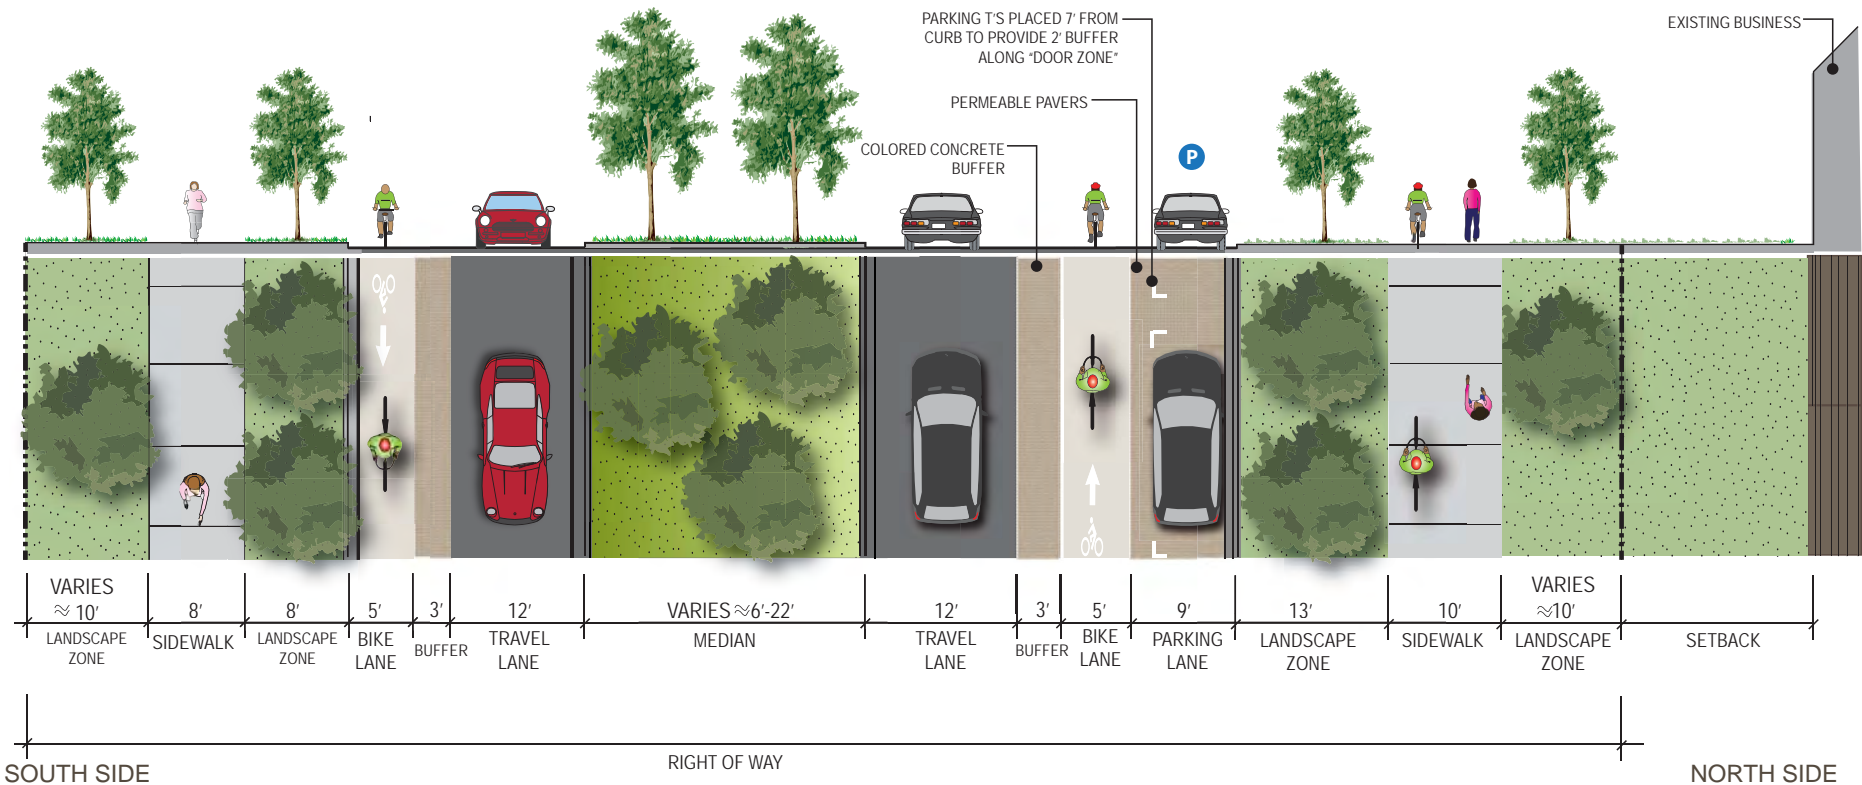 PARKING T'S PLACED 7' FROM
CURB TO PROVIDE 2' BUFFER
ALONG "DOOR ZONE"
EXISTING BUSINESS
PERMEABLE PAVERS
COLORED CONCRETE
BUFFER
P
VARIES
≈ 10'
8'
8'
5'
3'
12'
VARIES ≈6'-22'
12'
3'
5'
9'
13'
10'
VARIES
≈10'
LANDSCAPE
ZONE
SIDEWALK
LANDSCAPE
ZONE
BIKE
LANE
BUFFER
TRAVEL
LANE
MEDIAN
TRAVEL
LANE
BUFFER
BIKE
LANE
PARKING
LANE
LANDSCAPE
ZONE
SIDEWALK
LANDSCAPE
ZONE
SETBACK
RIGHT OF WAY
SOUTH SIDE
NORTH SIDE